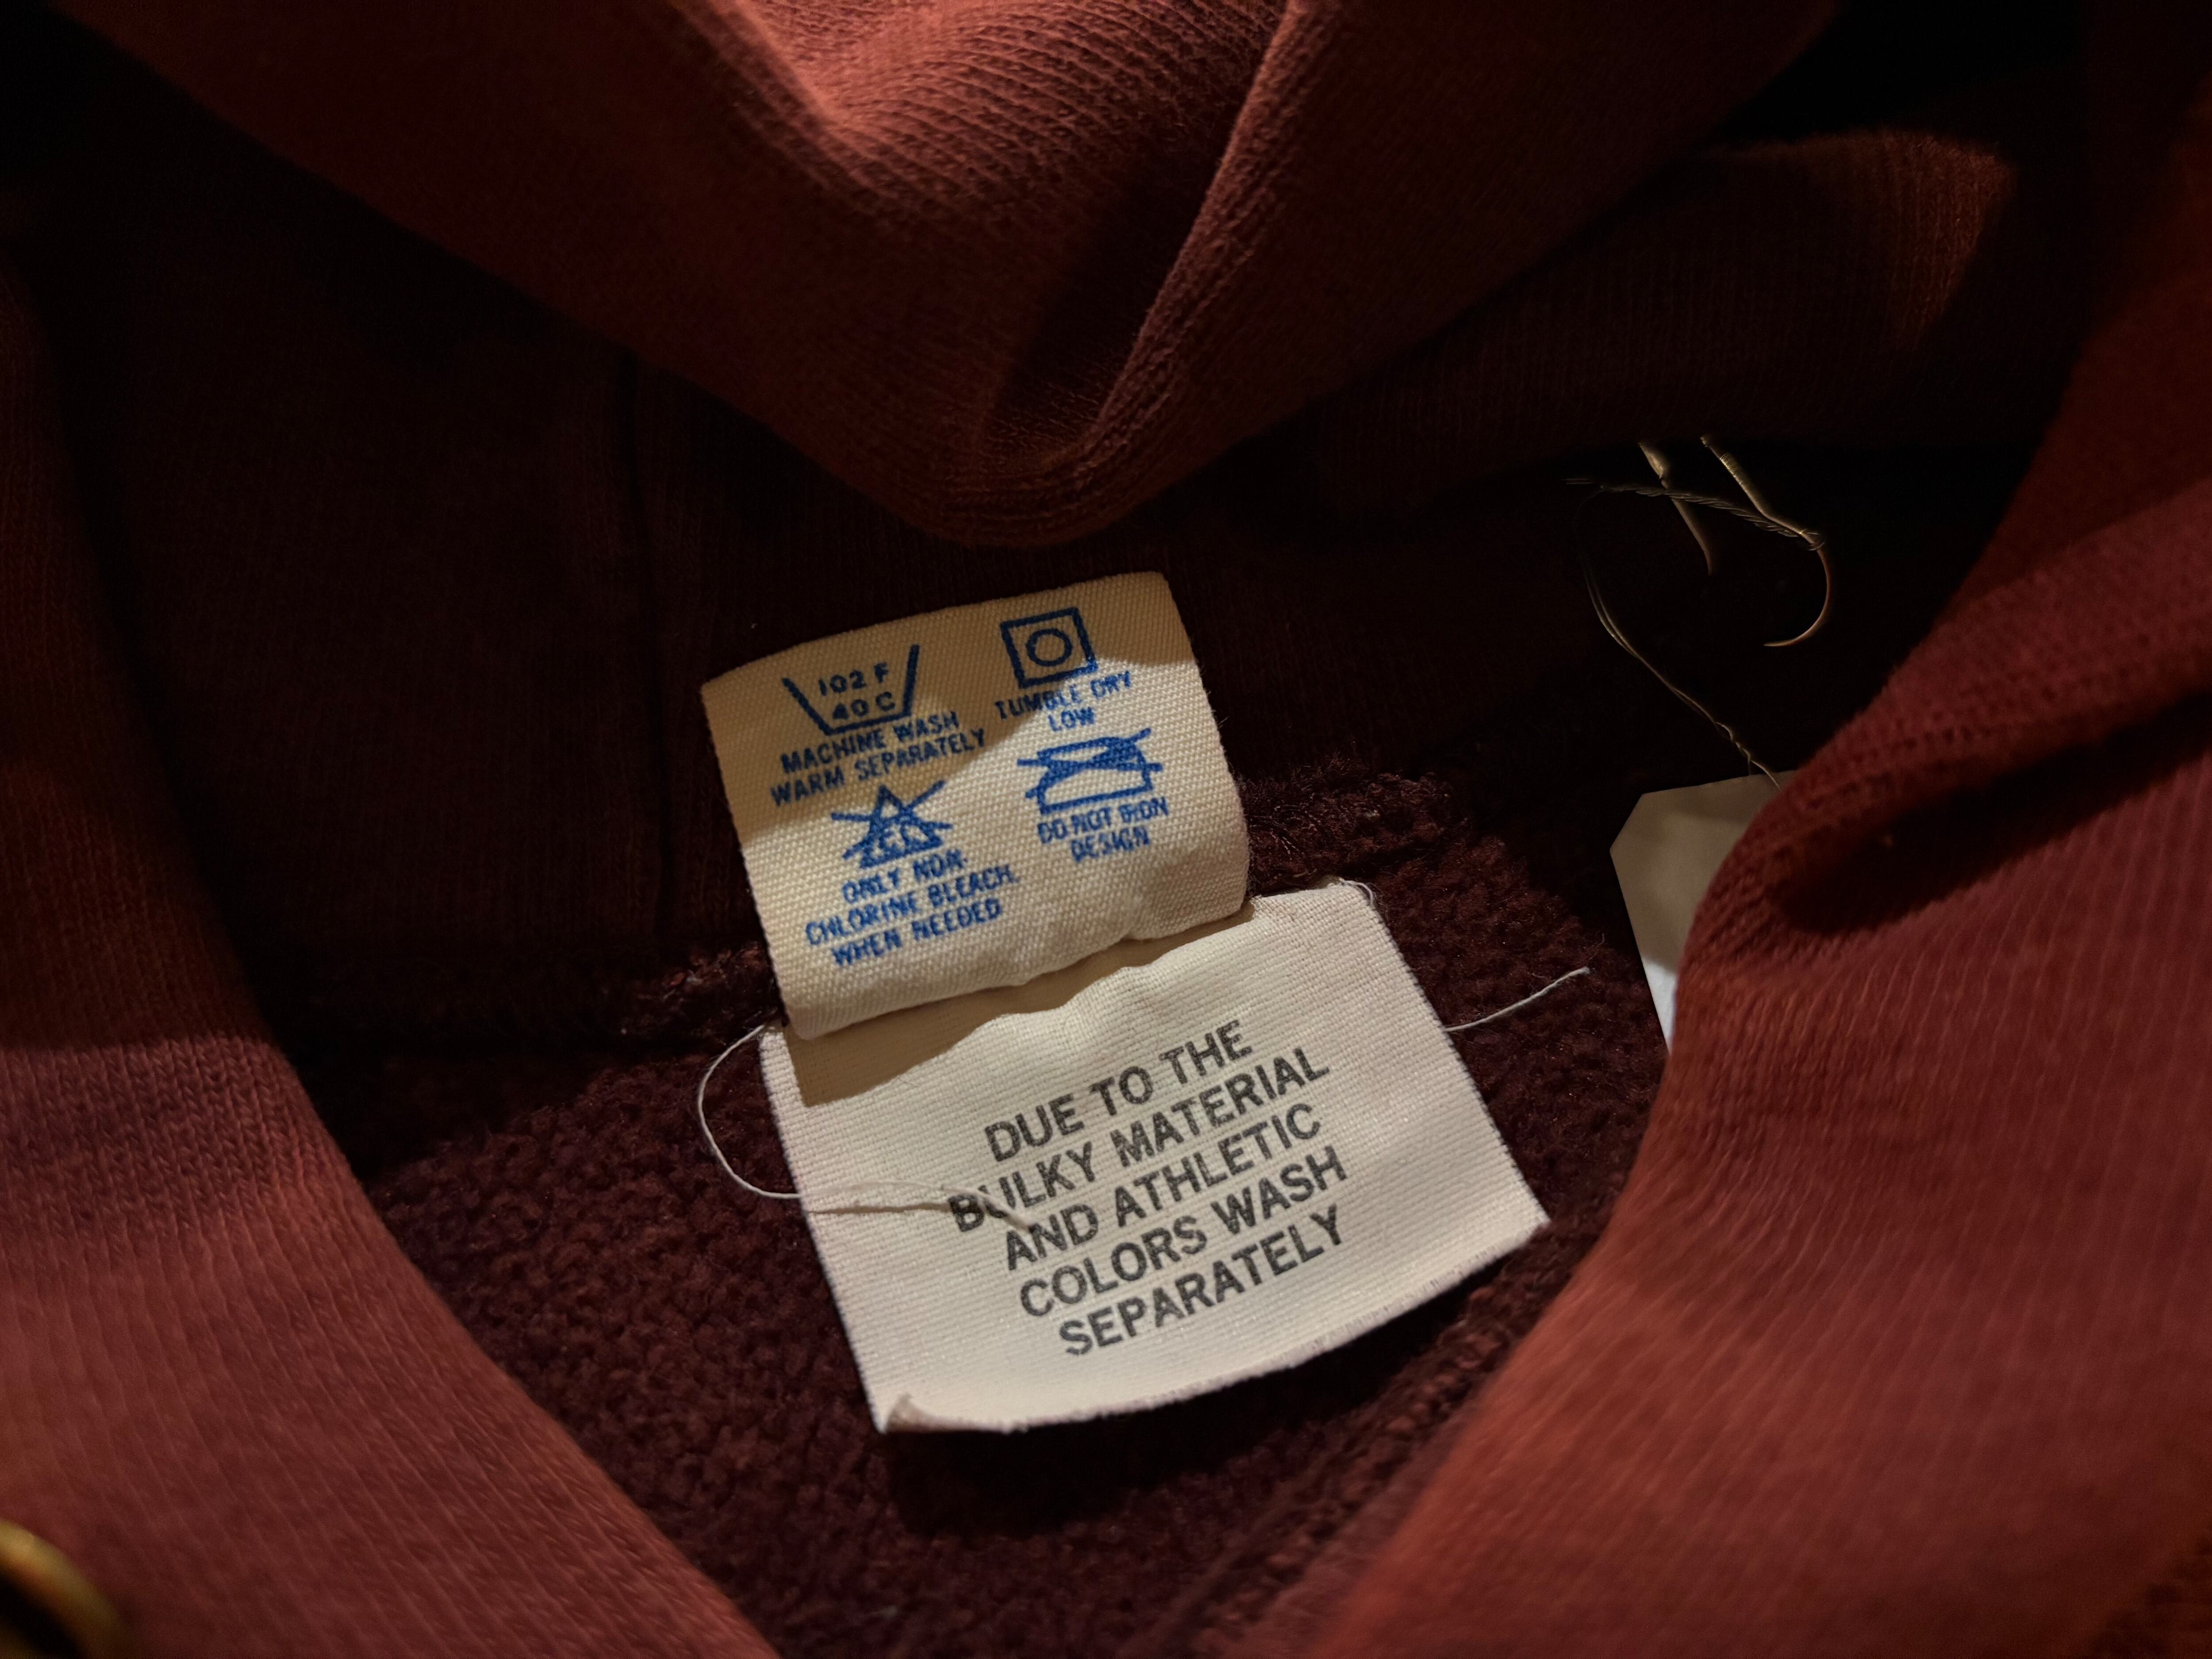 102 F
40 C
MACHINE WASH
WARM SEPARATELY
TUMBLE DRY
LOW
ONLY NON-
CHLORINE BLEACH.
WHEN NEEDED
DO NOT IRON
DESIGN
DUE TO THE
BULKY MATERIAL
AND ATHLETIC
COLORS WASH
SEPARATELY